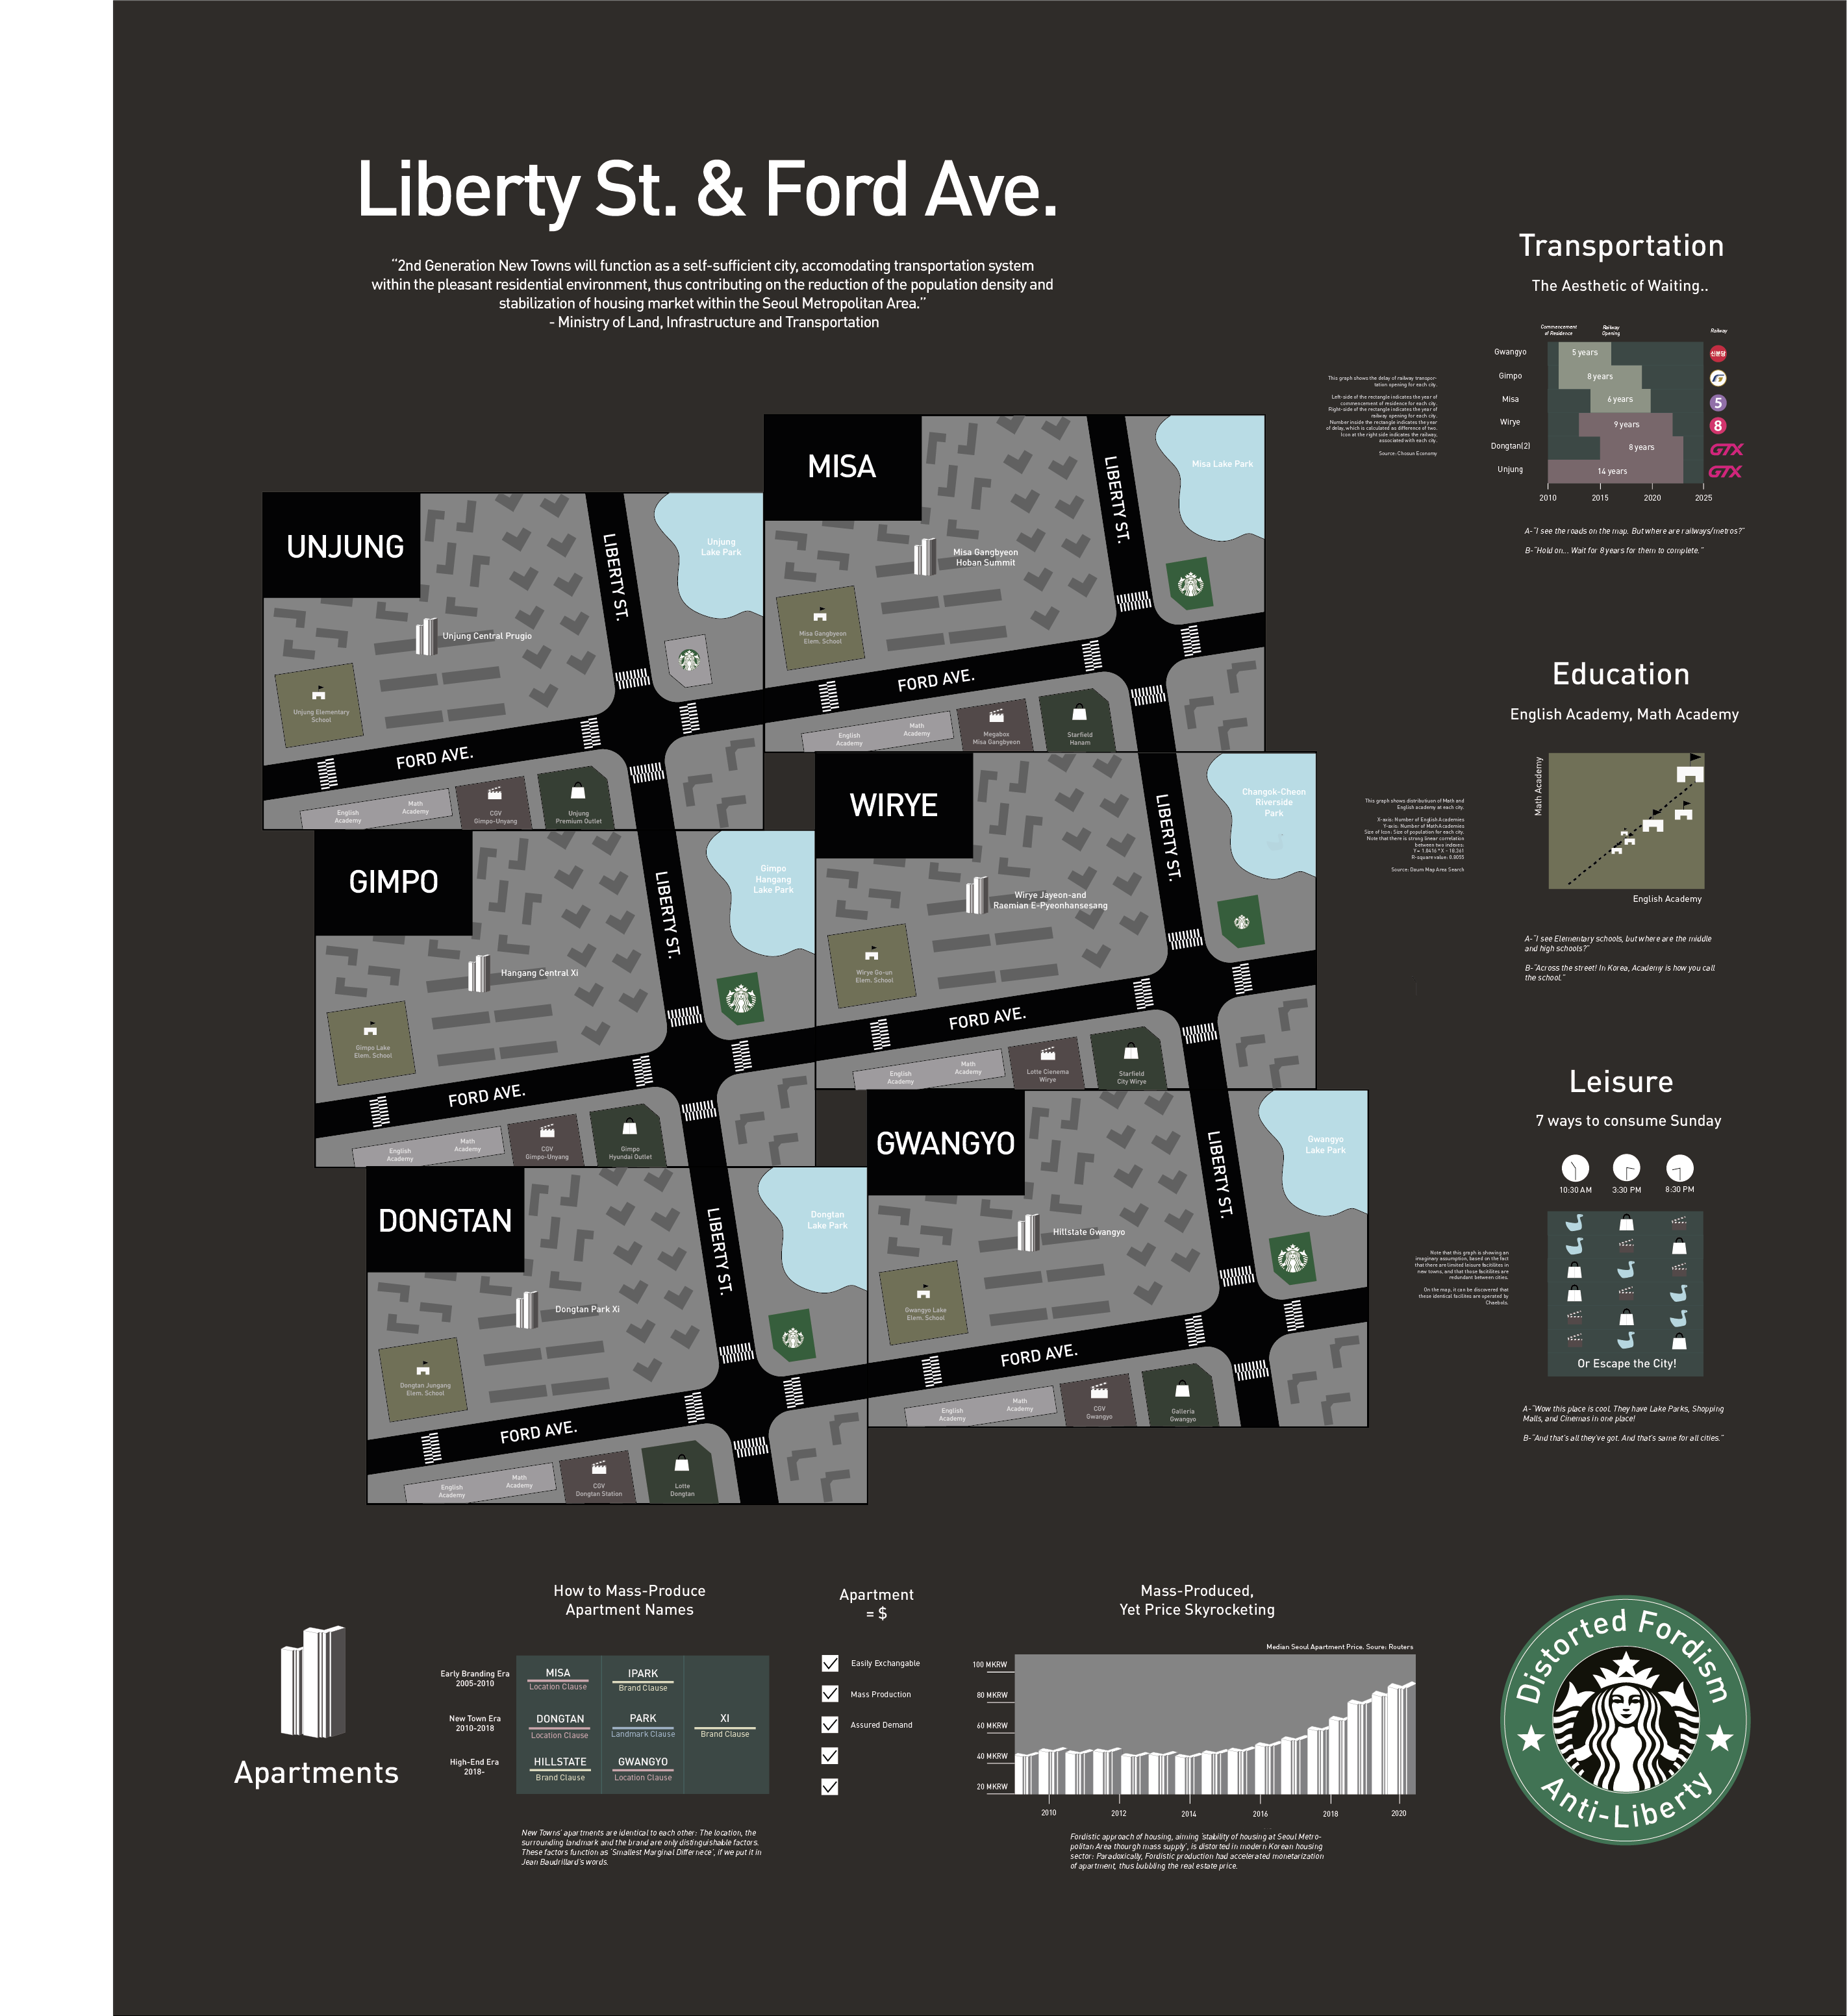 Liberty St. & Ford Ave.
“2nd Generation New Towns will function as a self-sufficient city, accomodating transportation system
within the pleasant residential environment, thus contributing on the reduction of the population density and
stabilization of housing market within the Seoul Metropolitan Area.”
- Ministry of Land, Infrastructure and Transportation
UNJUNG
LIBERTY ST.
Unjung
Lake Park
Unjung Central Prugio
Unjung Elementary
School
FORD AVE.
English
Academy
Math
Academy
CGV
Gimpo-Unyang
Unjung
Premium Outlet
MISA
LIBERTY ST.
Misa Lake Park
Misa Gangbyeon
Hoban Summit
Misa Gangbyeon
Elem. School
FORD AVE.
English
Academy
Math
Academy
Megabox
Misa Gangbyeon
Starfield
Hanam
GIMPO
LIBERTY ST.
Gimpo
Hangang
Lake Park
Hangang Central Xi
Gimpo Lake
Elem. School
FORD AVE.
English
Academy
Math
Academy
CGV
Gimpo-Unyang
Gimpo
Hyundai Outlet
WIRYE
LIBERTY ST.
Changok-Cheon
Riverside
Park
Wirye Jayeon-and
Raemian E-Pyeonhansesang
Wirye Go-un
Elem. School
FORD AVE.
English
Academy
Math
Academy
Lotte Cienema
Wirye
Starfield
City Wirye
DONGTAN
LIBERTY ST.
Dongtan
Lake Park
Dongtan Park Xi
Dongtan Jungang
Elem. School
FORD AVE.
English
Academy
Math
Academy
CGV
Dongtan Station
Lotte
Dongtan
GWANGYO
LIBERTY ST.
Gwangyo
Lake Park
Hillstate Gwangyo
Gwangyo Lake
Elem. School
FORD AVE.
English
Academy
Math
Academy
CGV
Gwangyo
Galleria
Gwangyo
Transportation
The Aesthetic of Waiting..
Commencement
of Residence
Railway
Opening
Railway
Gwangyo
5 years
Gimpo
8 years
Misa
6 years
5
Wirye
9 years
8
Dongtan(2)
8 years
GTX
Unjung
14 years
GTX
2010 2015 2020 2025
This graph shows the delay of railway transpor-
tation opening for each city.
Left-side of the rectangle indicates the year of
commencement of residence for each city.
Right-side of the rectangle indicates the year of
railway opening for each city.
Number inside the rectangle indicates the year
of delay, which is calculated as difference of two.
Icon at the right side indicates the railway,
associated with each city.
Source: Chosun Economy
A-“I see the roads on the map. But where are railways/metros?”
B-“Hold on... Wait for 8 years for them to complete.”
Education
English Academy, Math Academy
Math Academy
English Academy
This graph shows distributiuon of Math and
English academy at each city.
X-axis: Number of English Academies
Y-axis: Number of Math Academies
Size of Icon: Size of population for each city.
Note that there is strong linear correlation
between two indexes:
Y = 1.0616 * X - 18.361
R-square value: 0.8055
Source: Daum Map Area Search
A-“I see Elementary schools, but where are the middle
and high schools?”
B-“Across the street! In Korea, Academy is how you call
the school.”
Leisure
7 ways to consume Sunday
10:30 AM 3:30 PM 8:30 PM
Or Escape the City!
Note that this graph is showing an
imaginary assumption, based on the fact
that there are limited leisure facitilites in
new towns, and that those facitilites are
redundant between cities.
On the map, it can be discovered that
these identical facilites are operated by
Chaebols.
A-“Wow this place is cool. They have Lake Parks, Shopping
Malls, and Cinemas in one place!
B-“And that’s all they’ve got. And that’s same for all cities.”
Apartments
How to Mass-Produce
Apartment Names
Early Branding Era
2005-2010
MISA
Location Clause
IPARK
Brand Clause
New Town Era
2010-2018
DONGTAN
Location Clause
PARK
Landmark Clause
XI
Brand Clause
High-End Era
2018-
HILLSTATE
Brand Clause
GWANGYO
Location Clause
New Towns’ apartments are identical to each other: The location, the
surrounding landmark and the brand are only distinguishable factors.
These factors function as ‘Smallest Marginal Differnece’, if we put it in
Jean Baudrillard’s words.
Apartment
= $
Easily Exchangable
Mass Production
Assured Demand
Mass-Produced,
Yet Price Skyrocketing
Median Seoul Apartment Price. Soure: Routers
100 MKRW
80 MKRW
60 MKRW
40 MKRW
20 MKRW
2010 2012 2014 2016 2018 2020
Fordistic approach of housing, aiming ‘stability of housing at Seoul Metro-
politan Area thourgh mass supply’, is distorted in modern Korean housing
sector: Paradoxically, Fordistic production had accelerated monetarization
of apartment, thus bubbling the real estate price.
Distorted Fordism
Anti-Liberty